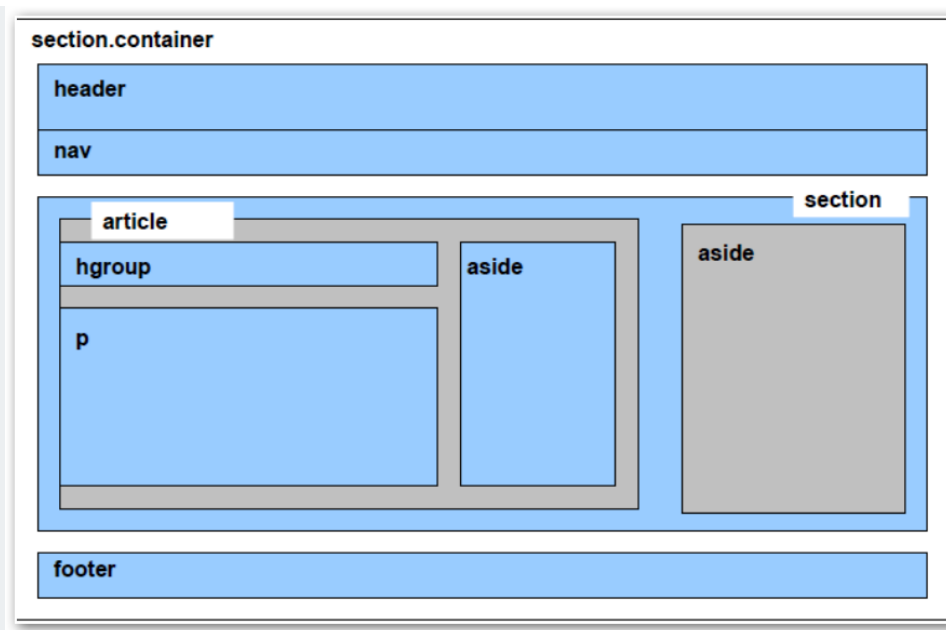 section.container
header
nav
section
article
hgroup
aside
aside
p
footer